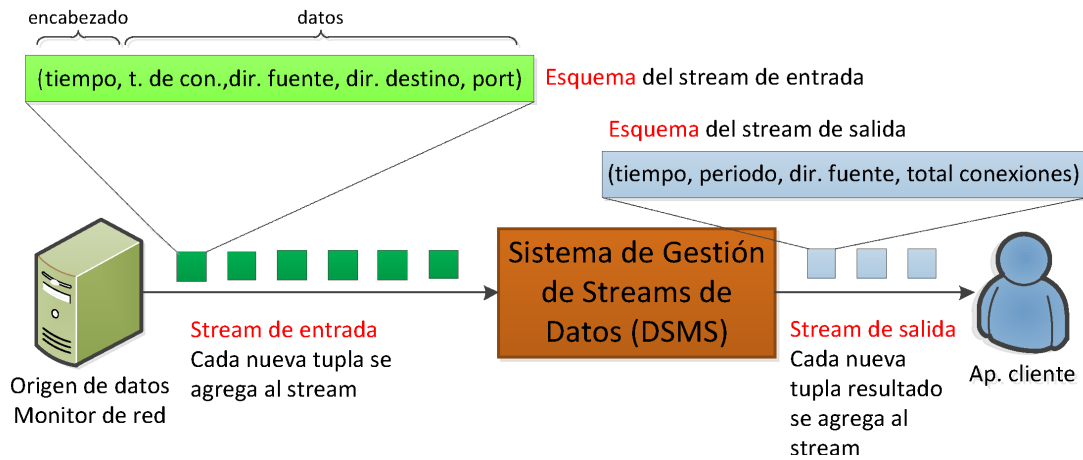 encabezado
datos
(tiempo, t. de con.,dir. fuente, dir. destino, port)
Esquema del stream de entrada
Esquema del stream de salida
(tiempo, periodo, dir. fuente, total conexiones)
Sistema de Gestión
de Streams de
Datos (DSMS)
Stream de entrada
Cada nueva tupla se
agrega al stream
Stream de salida
Cada nueva
tupla resultado
se agrega al
stream
Origen de datos
Monitor de red
Ap. cliente